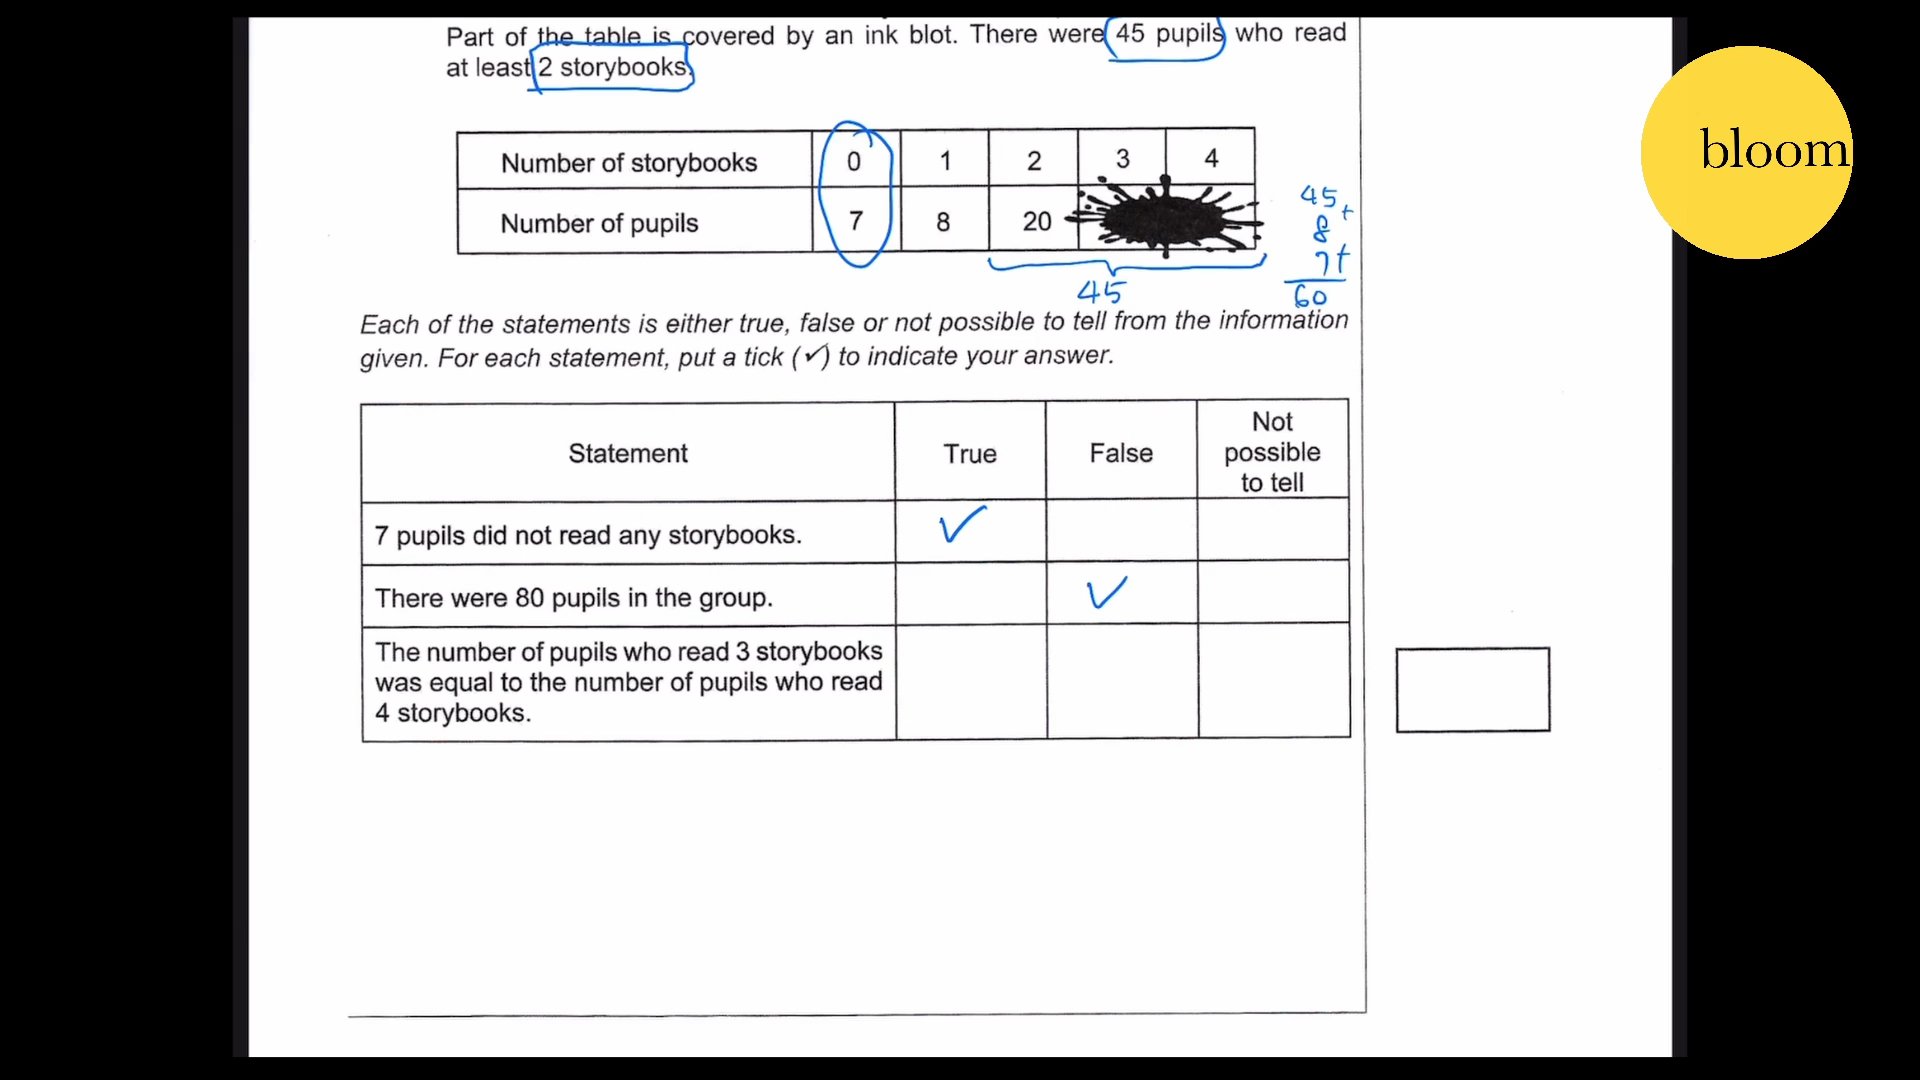 Part of the table is covered by an ink blot. There were 45 pupils who read
at least 2 storybooks.
bloom
Number of storybooks 0 1 2 3 4
Number of pupils 7 8 20
45 +
8
7 +
60
45
Each of the statements is either true, false or not possible to tell from the information
given. For each statement, put a tick (✓) to indicate your answer.
Statement True False Not possible to tell
7 pupils did not read any storybooks. ✓
There were 80 pupils in the group. ✓
The number of pupils who read 3 storybooks
was equal to the number of pupils who read
4 storybooks.